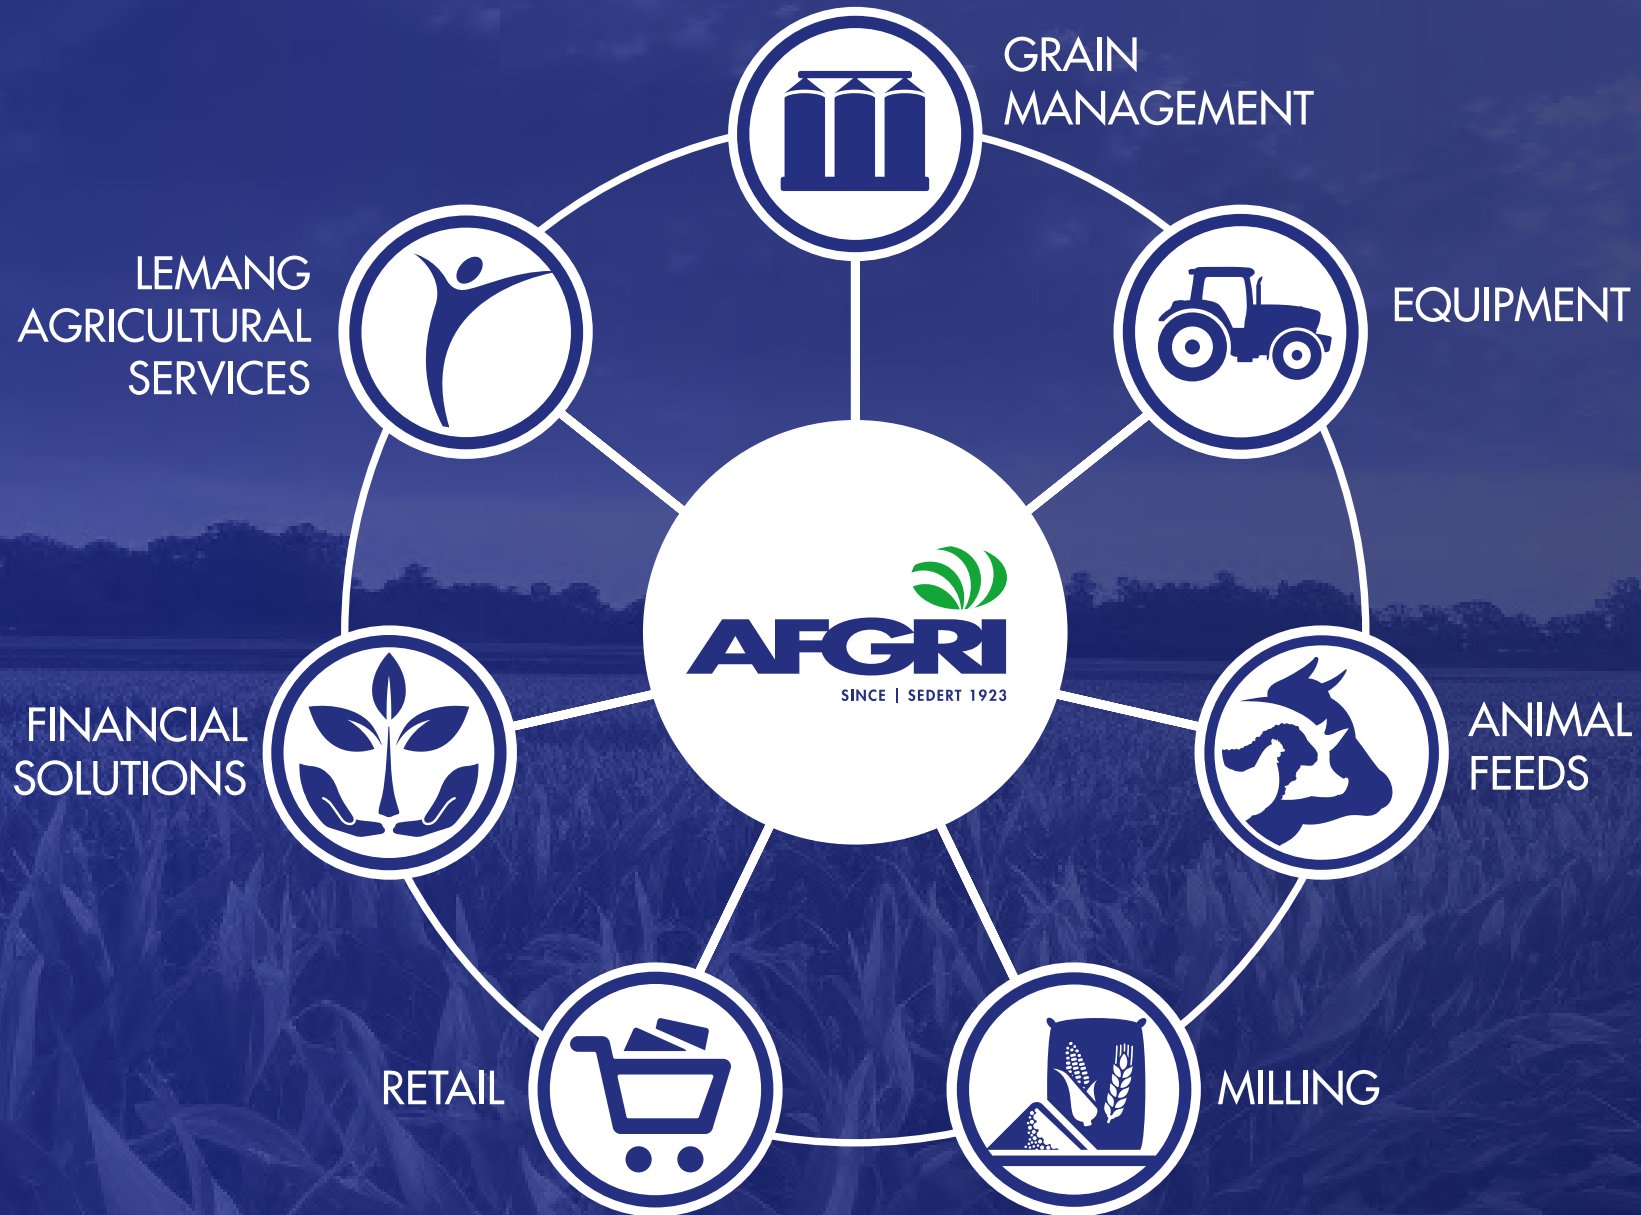 GRAIN
MANAGEMENT
LEMANG
AGRICULTURAL
SERVICES
EQUIPMENT
AFGRI
SINCE | SEDERT 1923
FINANCIAL
SOLUTIONS
ANIMAL
FEEDS
RETAIL
MILLING